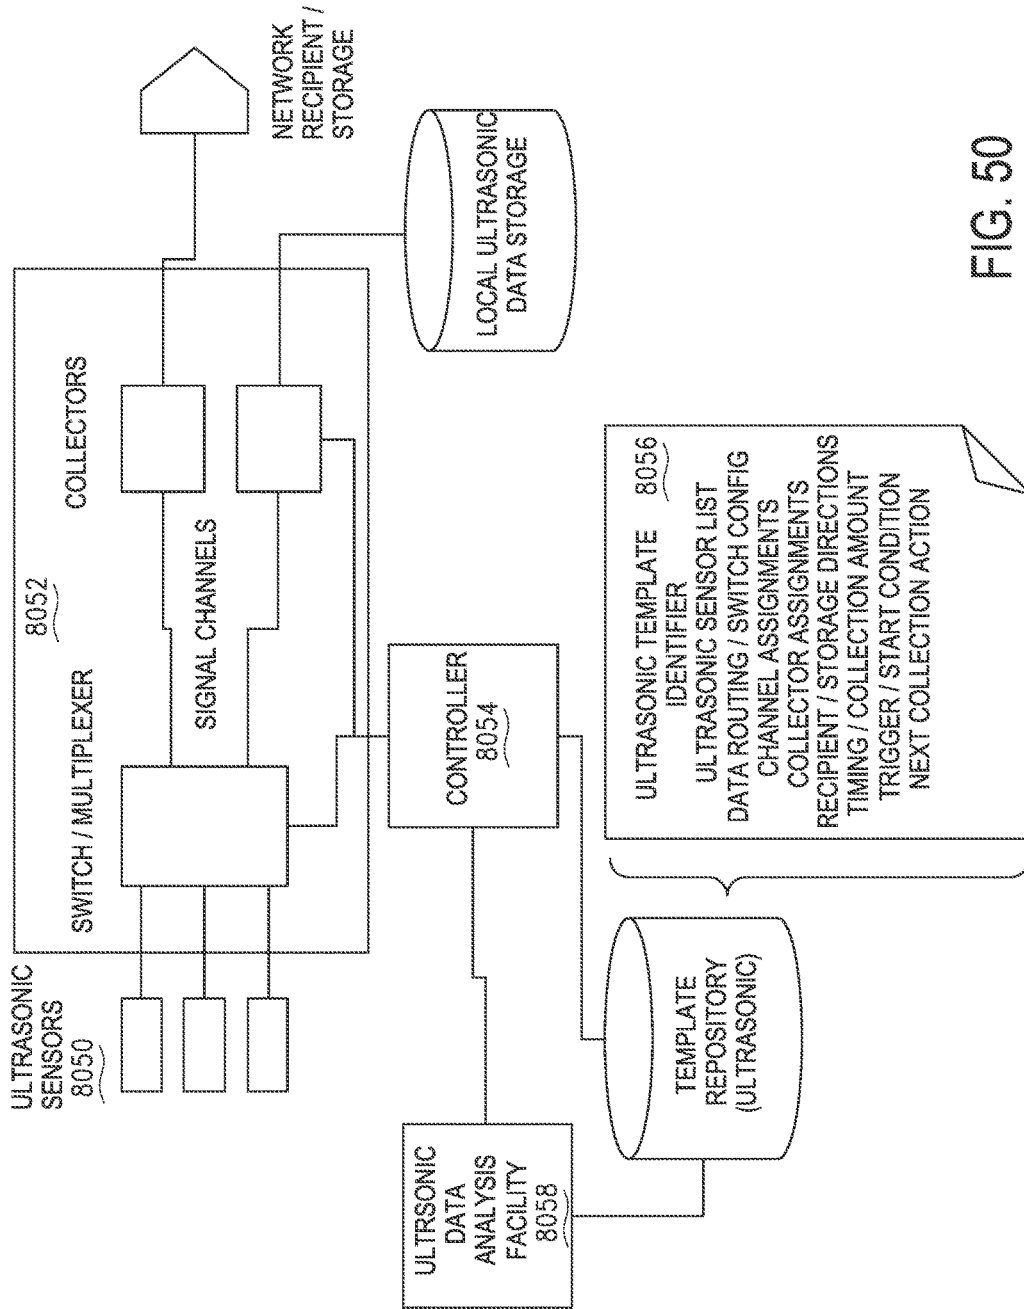 ULTRASONIC
SENSORS
8050
SWITCH / MULTIPLEXER
8052
COLLECTORS
SIGNAL CHANNELS
NETWORK
RECIPIENT /
STORAGE
LOCAL ULTRASONIC
DATA STORAGE
CONTROLLER
8054
ULTRSONIC
DATA
ANALYSIS
FACILITY
8058
TEMPLATE
REPOSITORY
(ULTRASONIC)
ULTRASONIC TEMPLATE 8056
IDENTIFIER
ULTRASONIC SENSOR LIST
DATA ROUTING / SWITCH CONFIG
CHANNEL ASSIGNMENTS
COLLECTOR ASSIGNMENTS
RECIPIENT / STORAGE DIRECTIONS
TIMING / COLLECTION AMOUNT
TRIGGER / START CONDITION
NEXT COLLECTION ACTION
FIG. 50